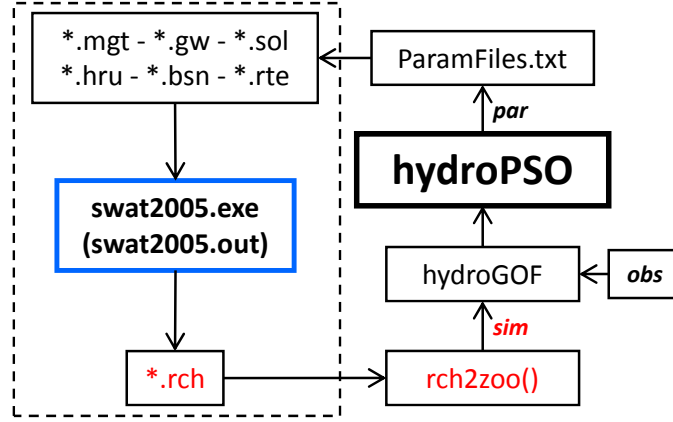 *.mgt - *.gw - *.sol
*.hru - *.bsn - *.rte
ParamFiles.txt
par
hydroPSO
swat2005.exe
(swat2005.out)
hydroGOF
obs
sim
*.rch
rch2zoo()